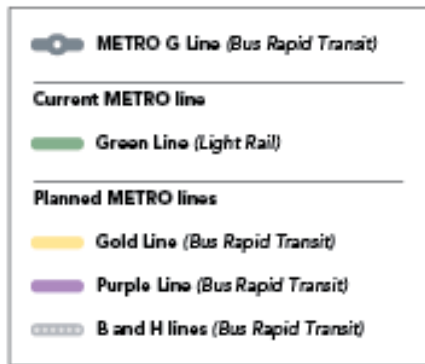 METRO G Line (Bus Rapid Transit)
Current METRO line
Green Line (Light Rail)
Planned METRO lines
Gold Line (Bus Rapid Transit)
Purple Line (Bus Rapid Transit)
B and H lines (Bus Rapid Transit)